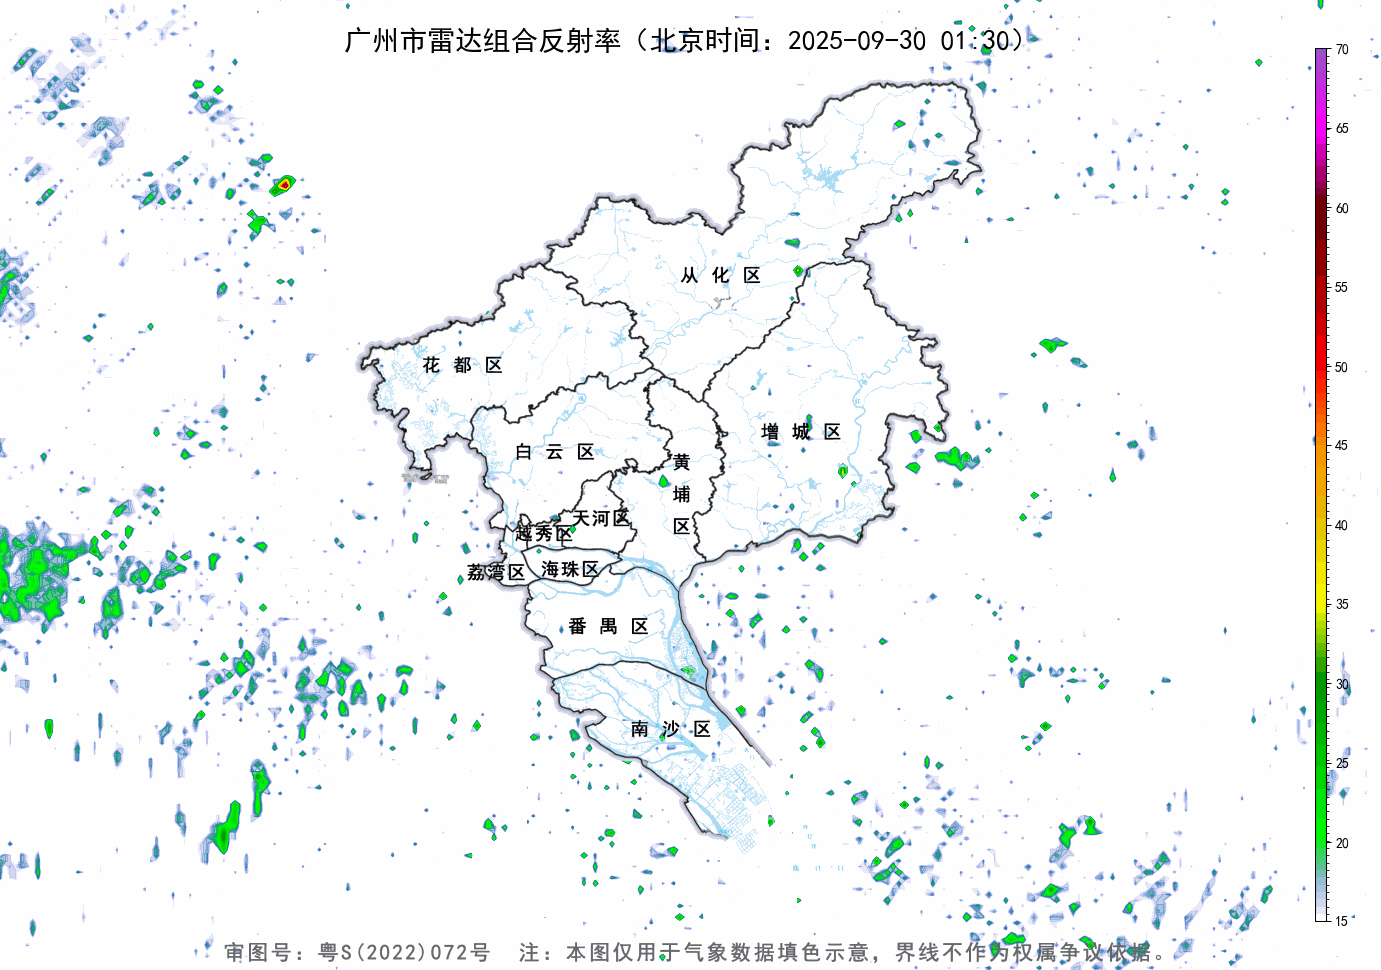 广州市雷达组合反射率（北京时间：2025-09-30 01:30）
70
65
60
55
50
45
40
35
30
25
20
15
从化区
花都区
增城区
白云区
黄埔区
天河区
越秀区
荔湾区
海珠区
番禺区
南沙区
审图号：粤S(2022)072号 注：本图仅用于气象数据填色示意，界线不作为权属争议依据。